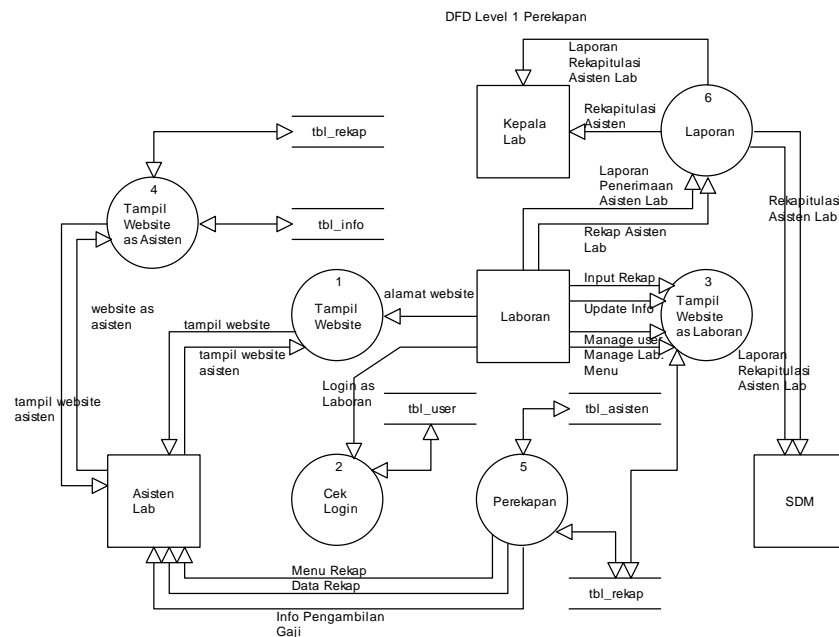 DFD Level 1 Perekapan
Laporan
Rekapitulasi
Asisten Lab
6
Laporan
Kepala
Lab
Rekapitulasi
Asisten
tbl_rekap
4
Tampil
Website
as Asisten
Laporan
Penerimaan
Asisten Lab
Rekapitulasi
Asisten Lab
tbl_info
Rekap Asisten
Lab
1
Tampil
Website
alamat website
Laboran
Input Rekap
Update Info
Manage user
Manage Lab.
Menu
3
Tampil
Website
as Laboran
website as
asisten
tampil website
tampil website
asisten
Login as
Laboran
Laporan
Rekapitulasi
Asisten Lab
tampil website
asisten
tbl_user
tbl_asisten
Asisten
Lab
2
Cek
Login
5
Perekapan
SDM
Menu Rekap
Data Rekap
tbl_rekap
Info Pengambilan
Gaji